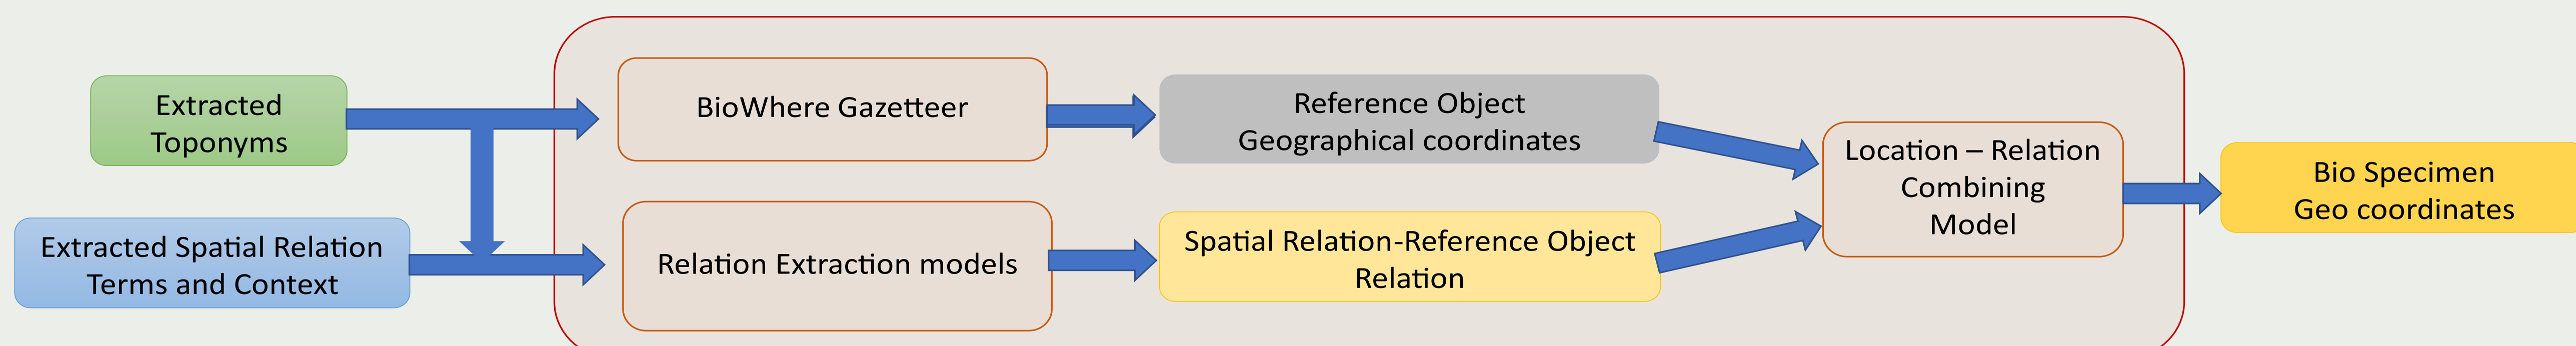 Extracted
Toponyms
Extracted Spatial Relation
Terms and Context
BioWhere Gazetteer
Relation Extraction models
Reference Object
Geographical coordinates
Spatial Relation-Reference Object
Relation
Location – Relation
Combining
Model
Bio Specimen
Geo coordinates